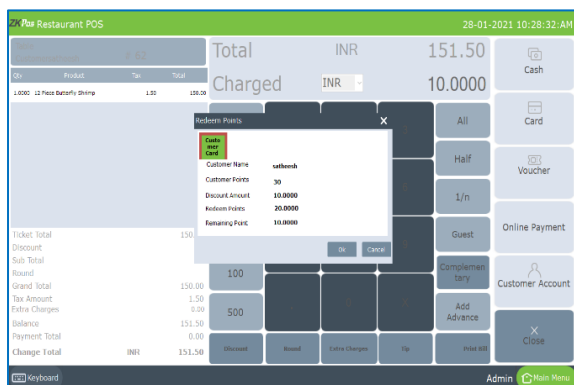 ZKPos Restaurant POS 28-01-2021 10:28:32 AM
Total INR 151.50
Qty Product Tax Total
Charged INR 10.0000
1.0000 12 Piece Butterfly Shrimp 1.50 150.00
Cash
Redeem Points X
Custo
mer
Card
Customer Name satheesh
Customer Points 30
Discount Amount 10.0000
Redeem Points 20.0000
Remaning Point 10.0000
Ok Cancel
All
Card
Half
Voucher
1/n
Guest
Online Payment
Ticket Total 150.
Discount
Sub Total
Round
Grand Total 150.00
Tax Amount 1.50
Extra Charges 0.00
Balance 151.50
Payment Total 0.00
Change Total INR 151.50
100
500
Complemen
tary
Customer Account
Add
Advance
Close
Discount Round Extra Charges Tip Print Bill
Keyboard Admin Main Menu